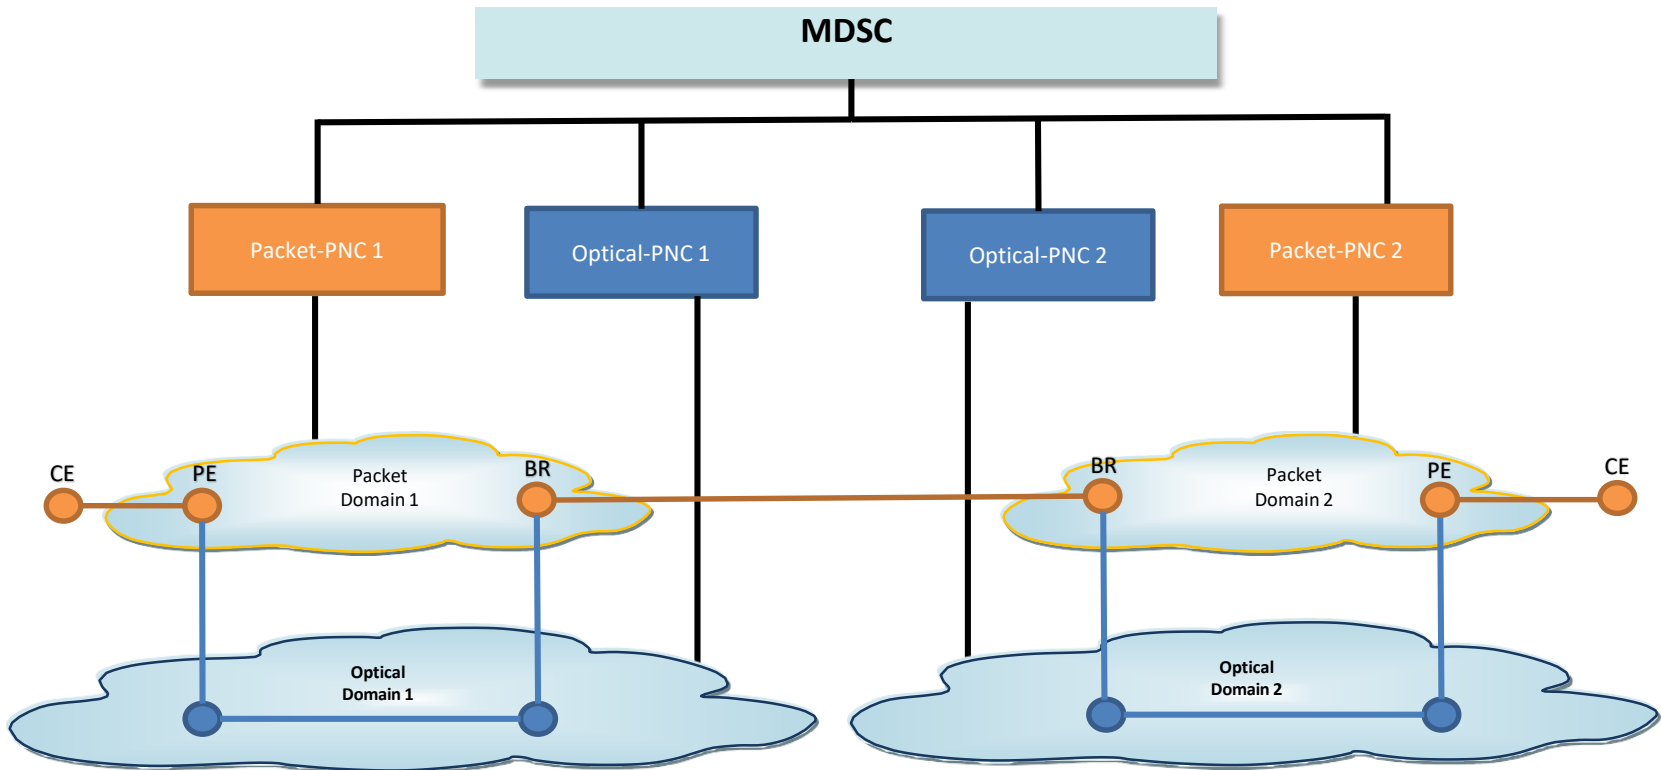 MDSC
Packet-PNC 1
Optical-PNC 1
Optical-PNC 2
Packet-PNC 2
CE
PE
Packet
Domain 1
BR
BR
Packet
Domain 2
PE
CE
Optical
Domain 1
Optical
Domain 2